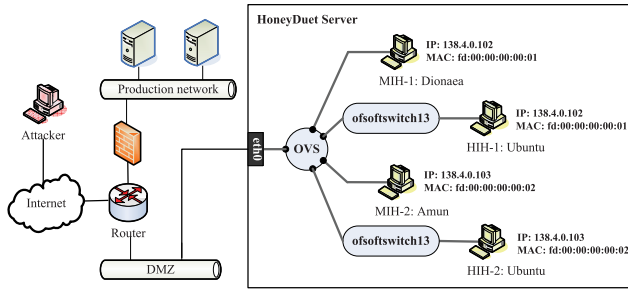 HoneyDuet Server
IP: 138.4.0.102
MAC: fd:00:00:00:00:01
MIH-1: Dionaea
Production network
Attacker
ofsoftswitch13
IP: 138.4.0.102
MAC: fd:00:00:00:00:01
HIH-1: Ubuntu
eth0
OVS
IP: 138.4.0.103
MAC: fd:00:00:00:00:02
MIH-2: Amun
Internet
Router
ofsoftswitch13
IP: 138.4.0.103
MAC: fd:00:00:00:00:02
HIH-2: Ubuntu
DMZ